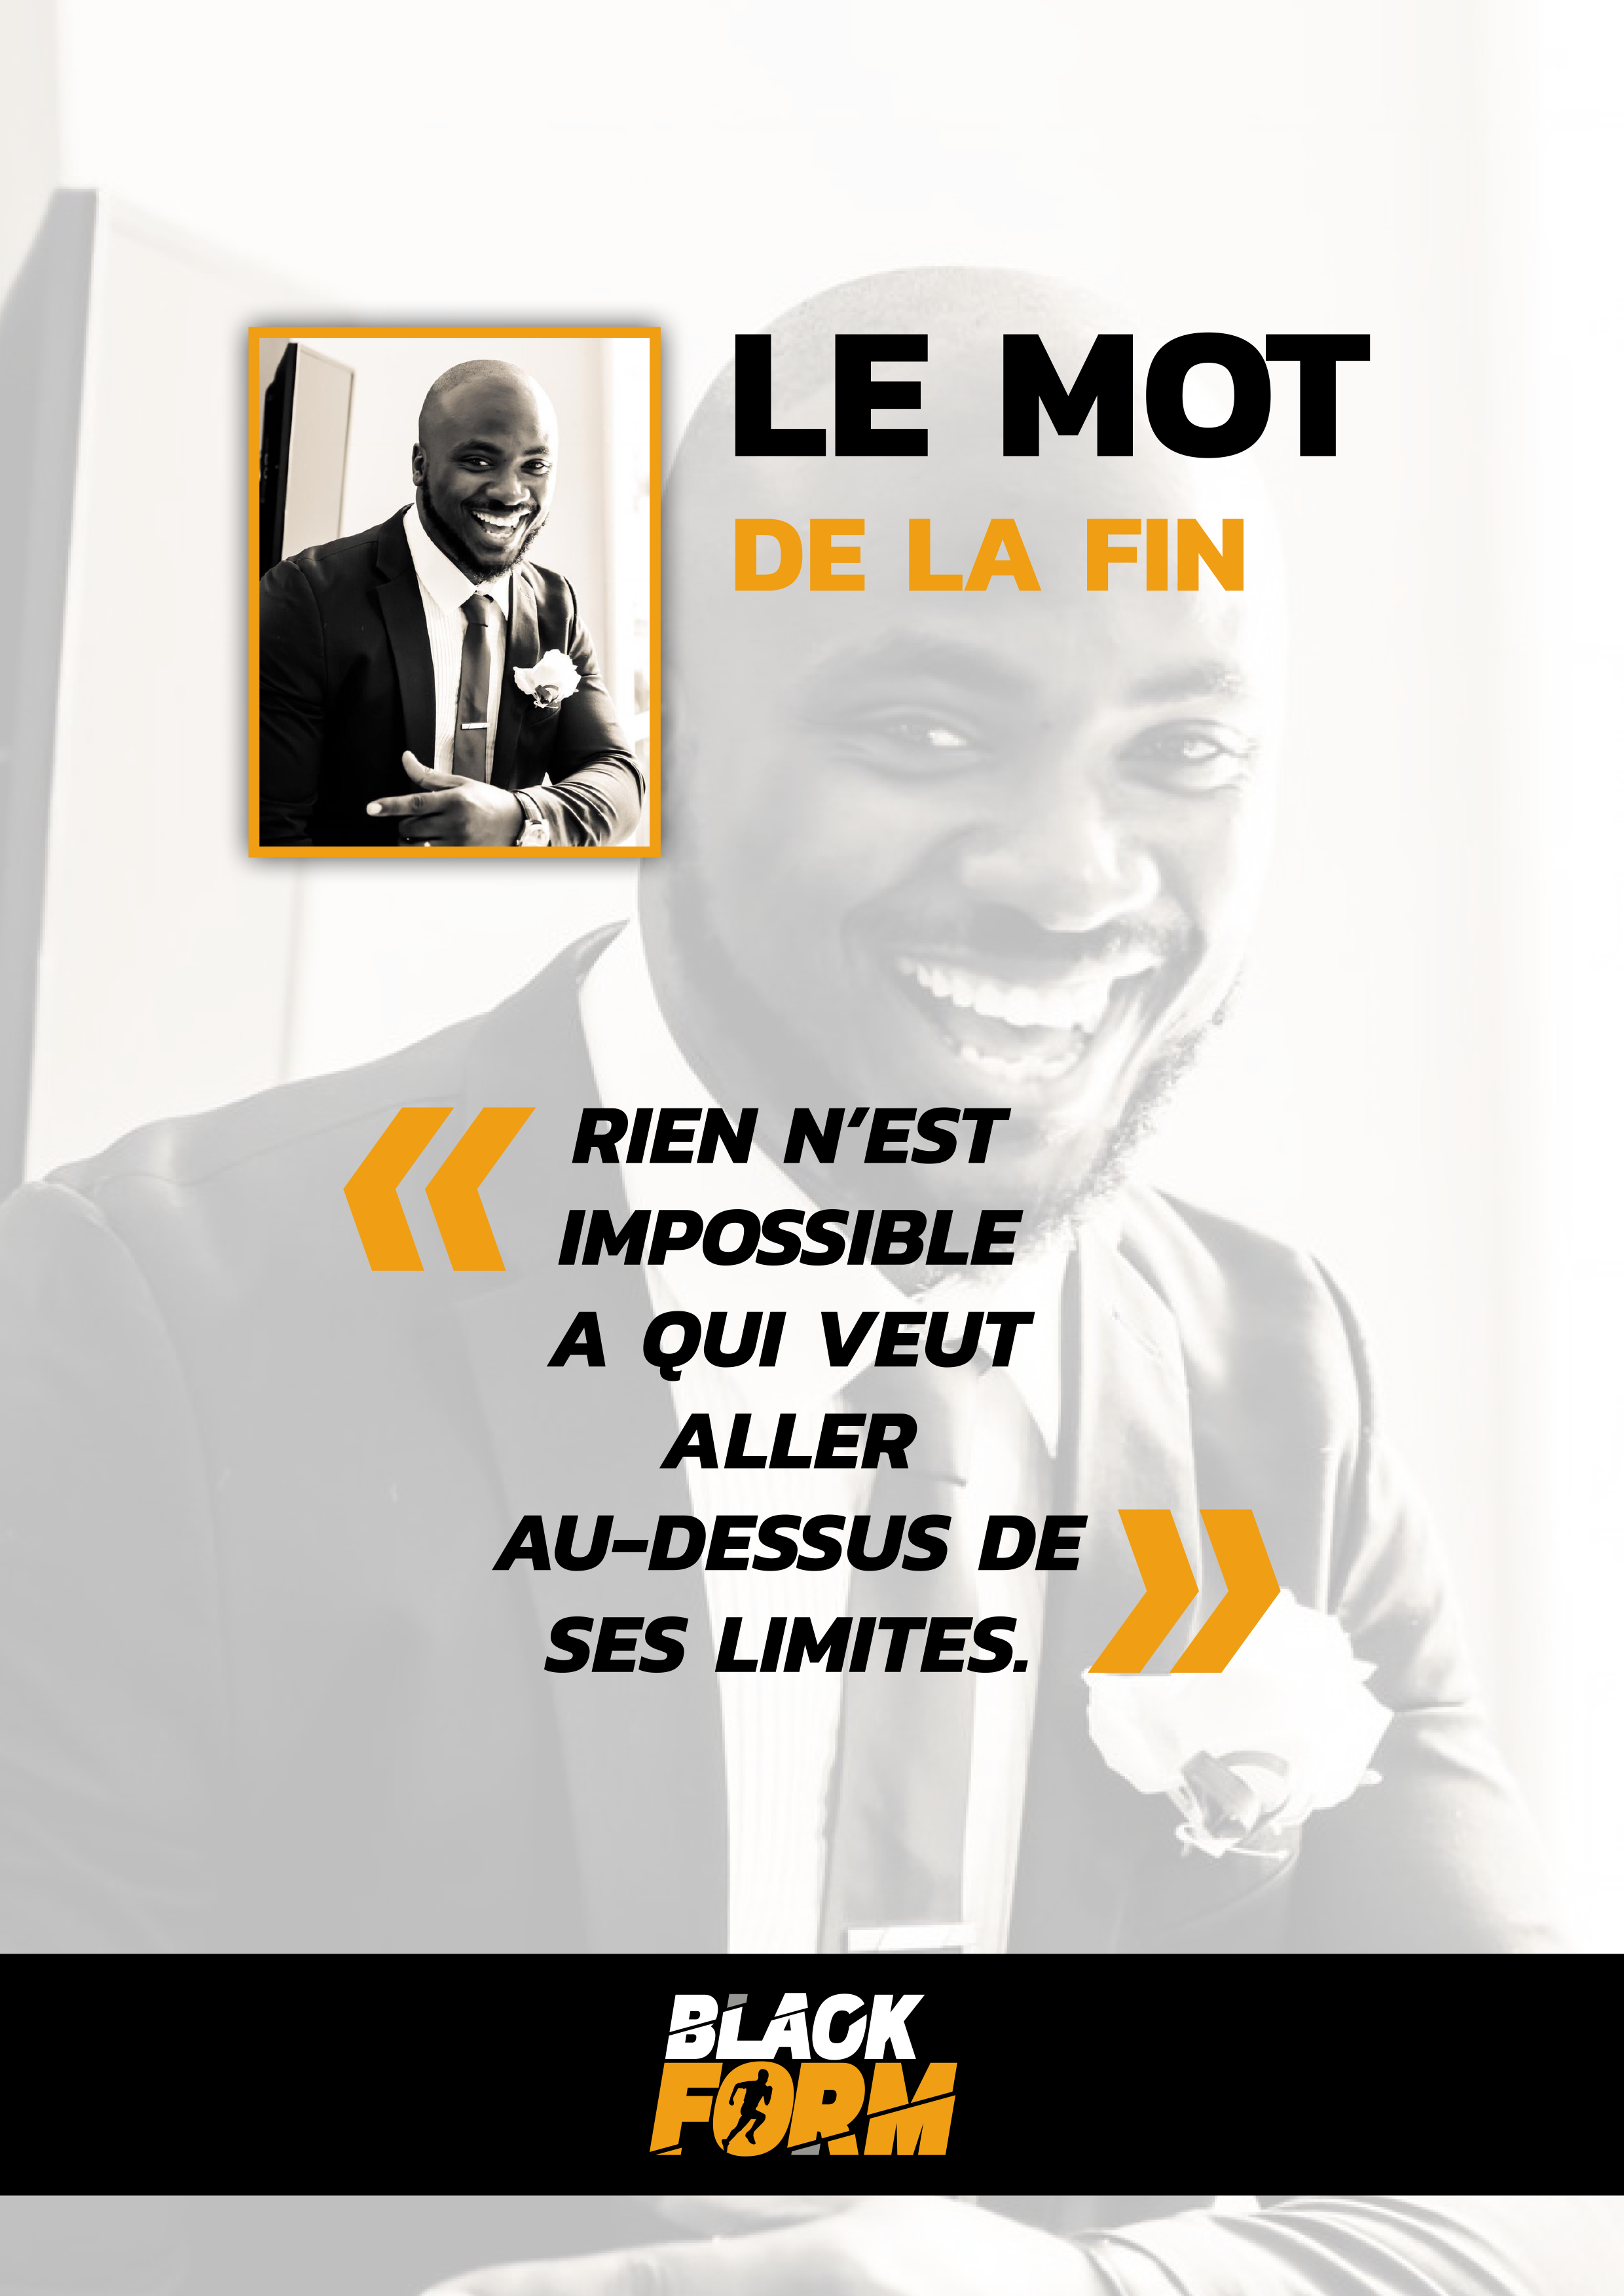 LE MOT
DE LA FIN
« RIEN N’EST
IMPOSSIBLE
A QUI VEUT
ALLER
AU-DESSUS DE
SES LIMITES. »
BLACK
FORM